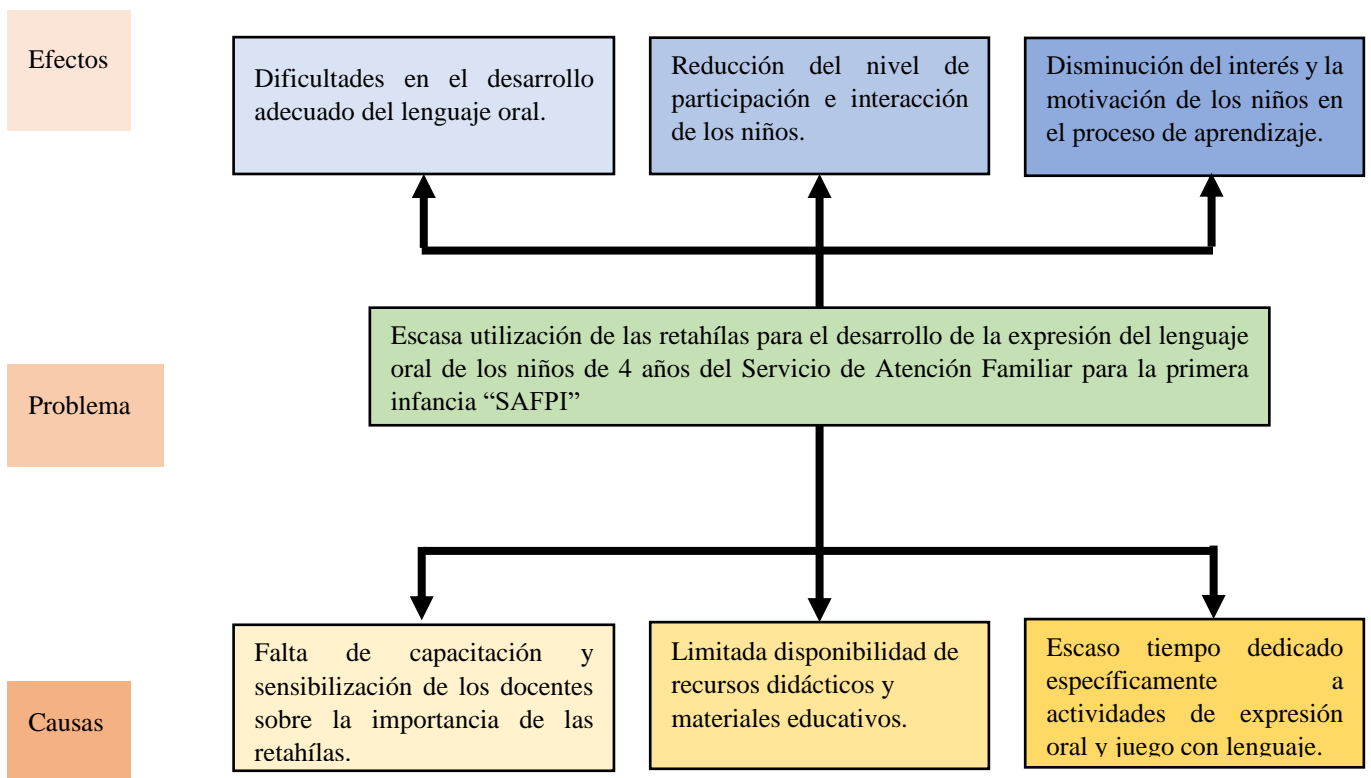 Efectos
Dificultades en el desarrollo
adecuado del lenguaje oral.
Reducción del nivel de
participación e interacción
de los niños.
Disminución del interés y la
motivación de los niños en
el proceso de aprendizaje.
Problema
Escasa utilización de las retahílas para el desarrollo de la expresión del lenguaje
oral de los niños de 4 años del Servicio de Atención Familiar para la primera
infancia “SAFPI”
Causas
Falta de capacitación y
sensibilización de los docentes
sobre la importancia de las
retahílas.
Limitada disponibilidad de
recursos didácticos y
materiales educativos.
Escaso tiempo dedicado
específicamente a
actividades de expresión
oral y juego con lenguaje.